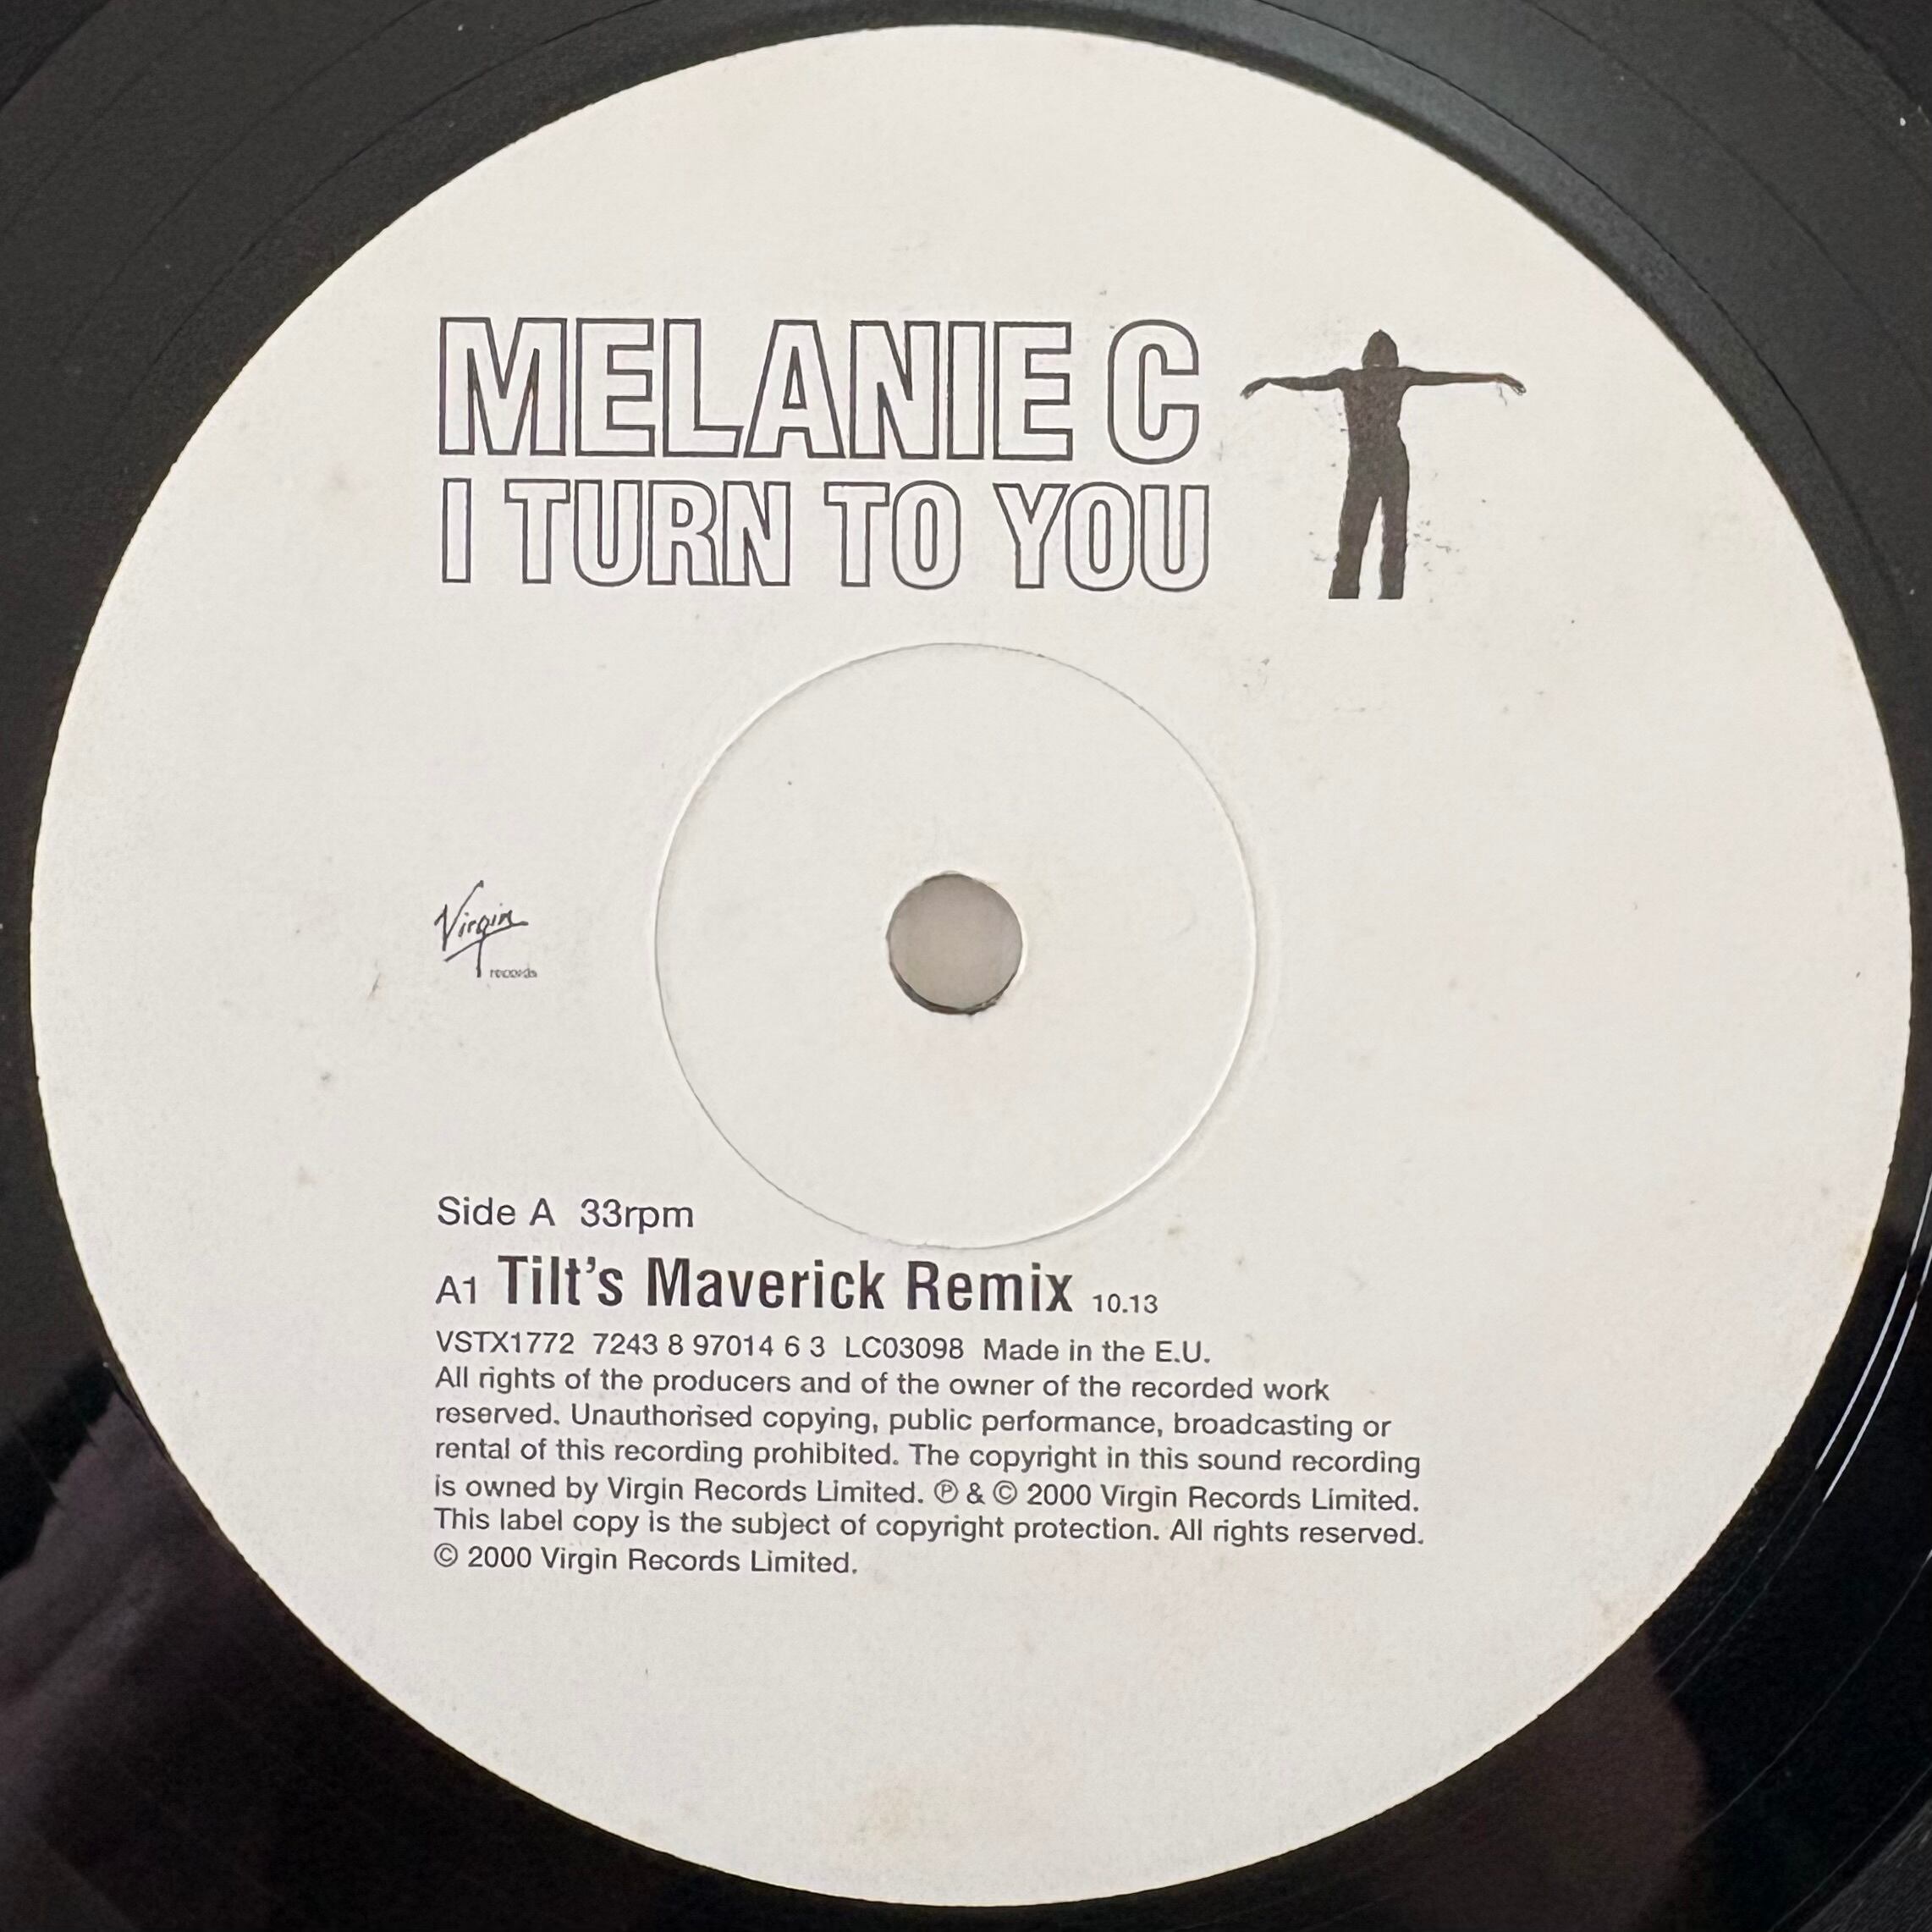 MELANIE C
I TURN TO YOU
Virgin
records
Side A 33rpm
A1 Tilt's Maverick Remix 10.13
VSTX1772 7243 8 97014 6 3 LC03098 Made in the E.U.
All rights of the producers and of the owner of the recorded work
reserved. Unauthorised copying, public performance, broadcasting or
rental of this recording prohibited. The copyright in this sound recording
is owned by Virgin Records Limited. ℗ & © 2000 Virgin Records Limited.
This label copy is the subject of copyright protection. All rights reserved.
© 2000 Virgin Records Limited.